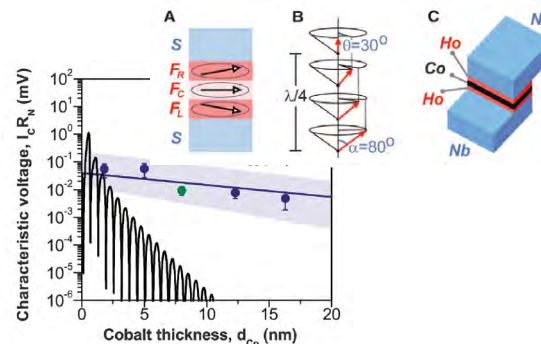 A
S
F_R
F_C
F_L
S
B
θ=30°
λ/4
α=80°
C
Ho
Co
Ho
Nb
Characteristic voltage, I_cR_N (mV)
10^2
10^1
10^0
10^-1
10^-2
10^-3
10^-4
10^-5
10^-6
0
5
10
15
20
Cobalt thickness, d_Co (nm)